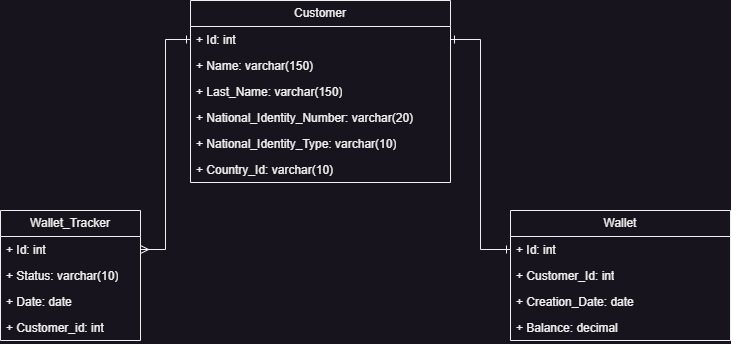 Customer
+ Id: int
+ Name: varchar(150)
+ Last_Name: varchar(150)
+ National_Identity_Number: varchar(20)
+ National_Identity_Type: varchar(10)
+ Country_Id: varchar(10)
Wallet_Tracker
+ Id: int
+ Status: varchar(10)
+ Date: date
+ Customer_id: int
Wallet
+ Id: int
+ Customer_Id: int
+ Creation_Date: date
+ Balance: decimal